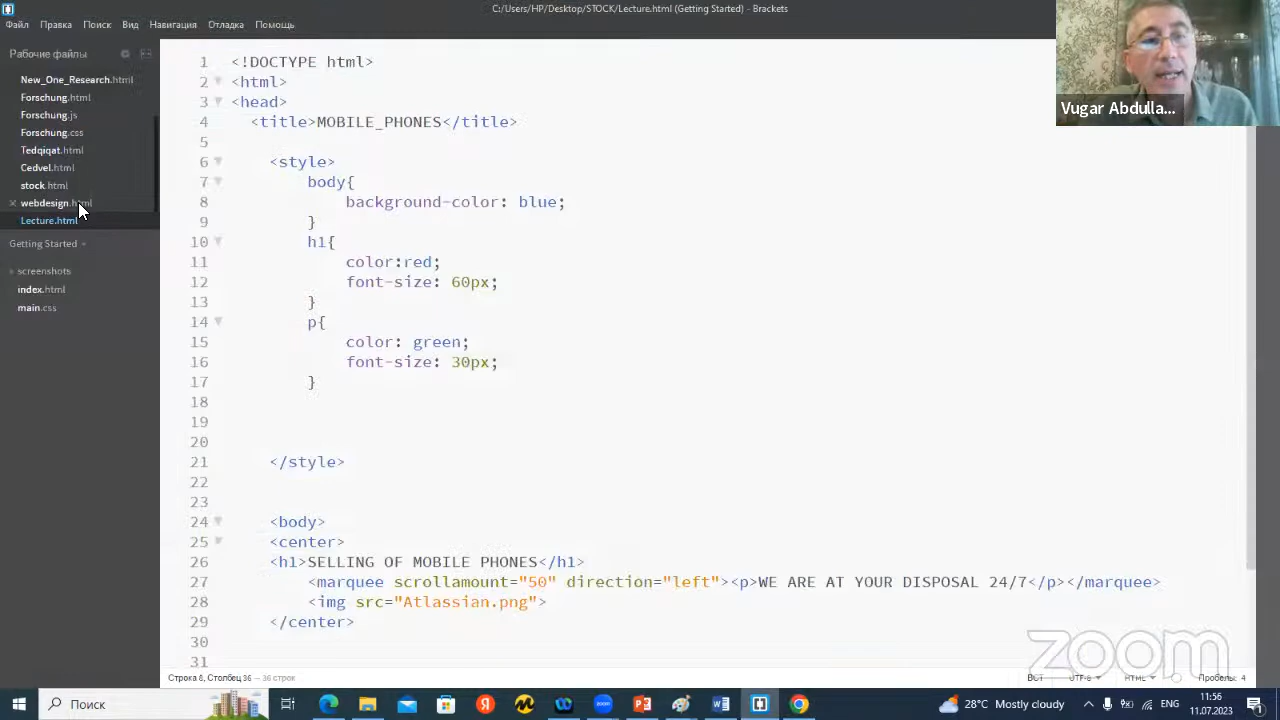 C:/Users/HP/Desktop/STOCK/Lecture.html (Getting Started) - Brackets
Файл Правка Поиск Вид Навигация Отладка Помощь
Рабочие файлы
New_One_Research.html
Forschung.html
Forschung.js
Forschung.css
Tedqiqat.html
Cedvel.html
stock.html
webdesign.html
Lecture.html
Getting Started
screenshots
index.html
main.css
1 <!DOCTYPE html>
2 <html>
3 <head>
4 <title>MOBILE_PHONES</title>
5
6 <style>
7 body{
8 background-color: blue;
9 }
10 h1{
11 color:red;
12 font-size: 60px;
13 }
14 p{
15 color: green;
16 font-size: 30px;
17 }
18
19
20
21 </style>
22
23
24 <body>
25 <center>
26 <h1>SELLING OF MOBILE PHONES</h1>
27 <marquee scrollamount="50" direction="left"><p>WE ARE AT YOUR DISPOSAL 24/7</p></marquee>
28 <img src="Atlassian.png">
29 </center>
30
31
Vugar Abdulla...
zoom
Строка 8, Столбец 36 — 36 строк
ВСТ UTF-8 HTML Пробелы: 4
Поиск
28°C Mostly cloudy
ENG
11:56
11.07.2023